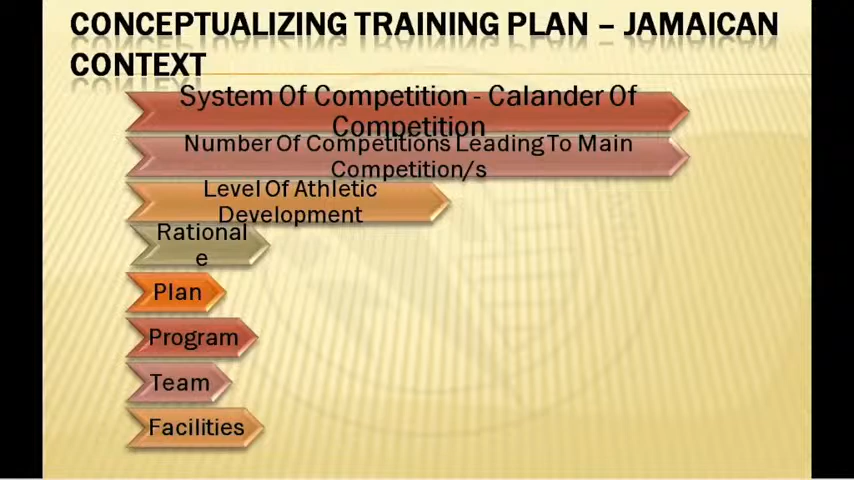 CONCEPTUALIZING TRAINING PLAN – JAMAICAN
CONTEXT
System Of Competition - Calander Of
Competition
Number Of Competitions Leading To Main
Competition/s
Level Of Athletic
Development
Rational
e
Plan
Program
Team
Facilities